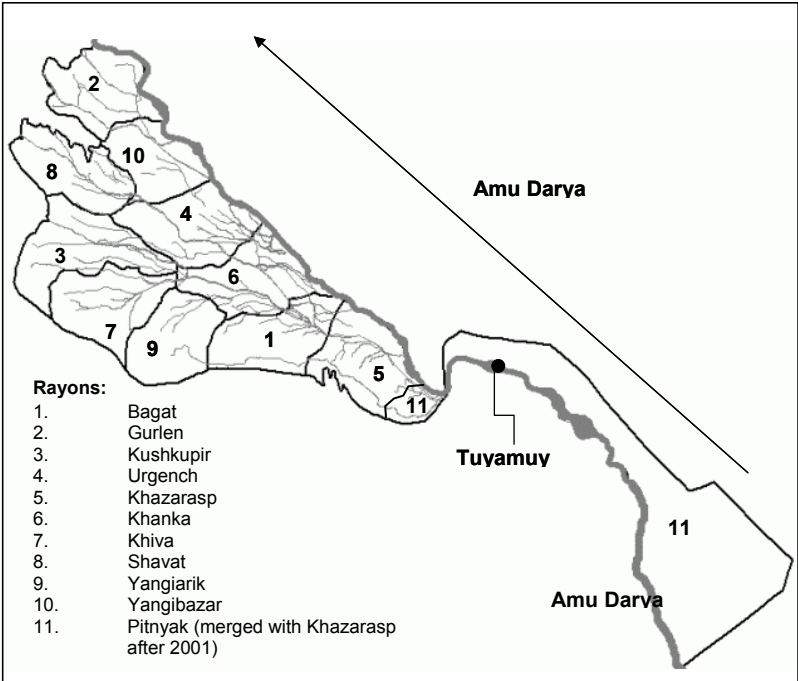 2
10
8
4
3
6
7
9
1
5
11
Amu Darya
Tuyamuy
11
Amu Darya
Rayons:
1. Bagat
2. Gurlen
3. Kushkupir
4. Urgench
5. Khazarasp
6. Khanka
7. Khiva
8. Shavat
9. Yangiarik
10. Yangibazar
11. Pitnyak (merged with Khazarasp
after 2001)